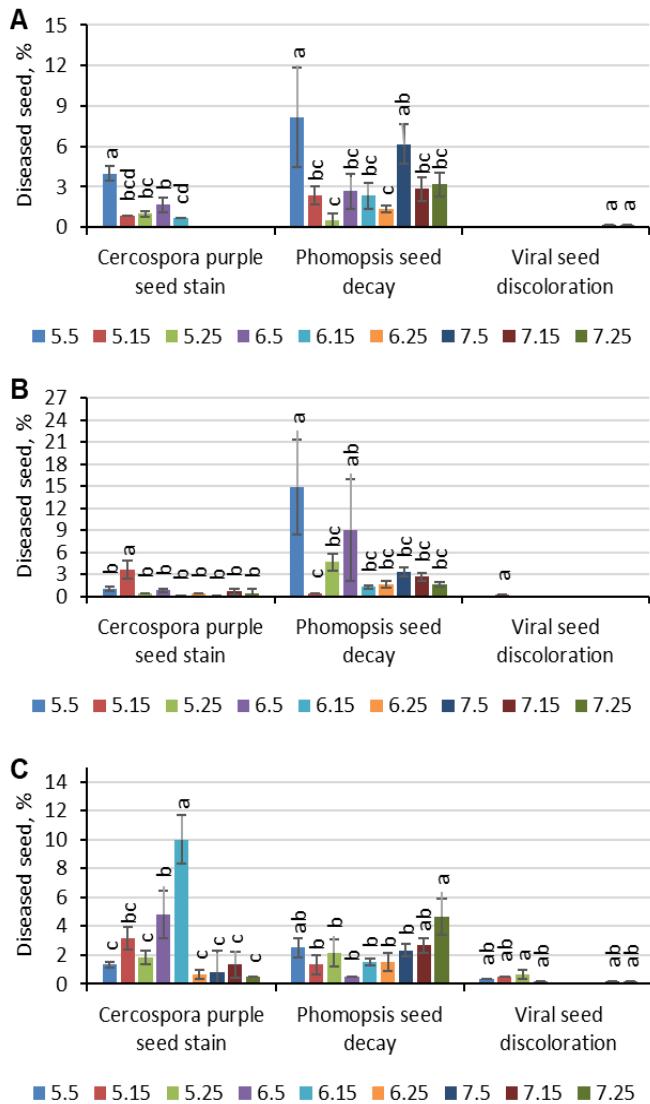 A
Diseased seed, %
15
12
9
6
3
0
a
bcd
bc
b
cd
a
bc
c
bc
bc
c
ab
bc
bc
a
a
Cercospora purple seed stain
Phomopsis seed decay
Viral seed discoloration
5.5 5.15 5.25 6.5 6.15 6.25 7.5 7.15 7.25
B
Diseased seed, %
27
24
21
18
15
12
9
6
3
0
b
a
b
b
b
b
b
b
b
a
c
bc
ab
bc
bc
bc
bc
bc
a
Cercospora purple seed stain
Phomopsis seed decay
Viral seed discoloration
5.5 5.15 5.25 6.5 6.15 6.25 7.5 7.15 7.25
C
Diseased seed, %
14
12
10
8
6
4
2
0
c
bc
c
b
a
c
c
c
c
ab
b
b
b
b
b
b
ab
a
ab
ab
a
ab
ab
ab
Cercospora purple seed stain
Phomopsis seed decay
Viral seed discoloration
5.5 5.15 5.25 6.5 6.15 6.25 7.5 7.15 7.25